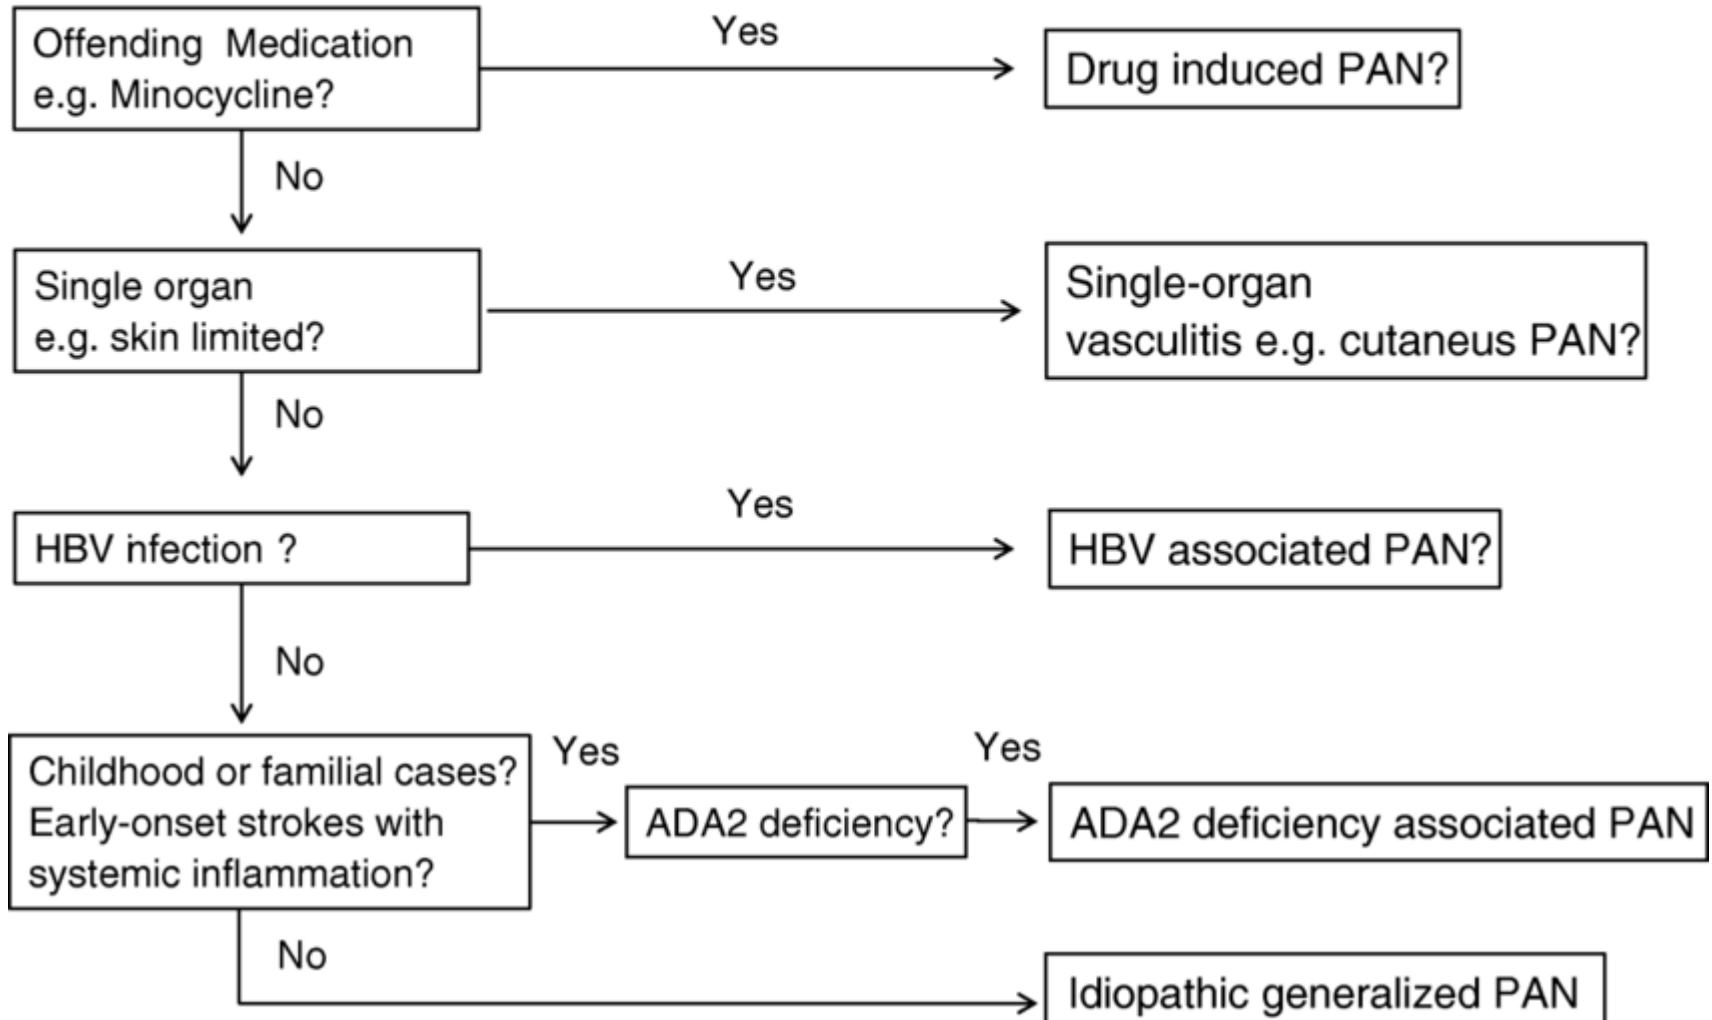 Offending Medication
e.g. Minocycline?
Yes
Drug induced PAN?
No
Single organ
e.g. skin limited?
Yes
Single-organ
vasculitis e.g. cutaneus PAN?
No
HBV infection ?
Yes
HBV associated PAN?
No
Childhood or familial cases?
Early-onset strokes with
systemic inflammation?
Yes
ADA2 deficiency?
Yes
ADA2 deficiency associated PAN
No
Idiopathic generalized PAN